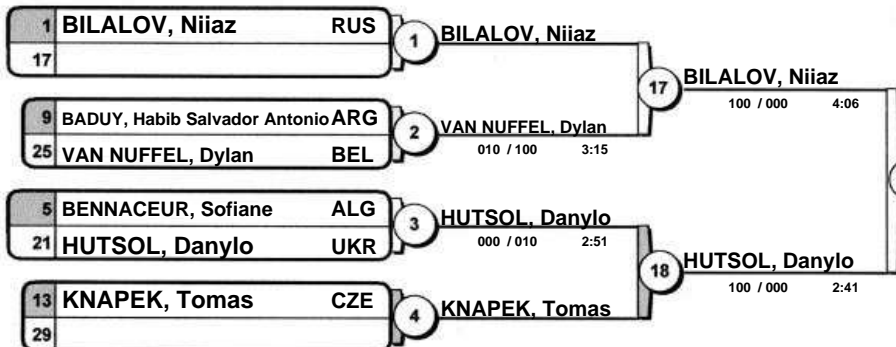 1 BILALOV, Niiaz RUS
17
1 BILALOV, Niiaz
9 BADUY, Habib Salvador Antonio ARG
25 VAN NUFFEL, Dylan BEL
2 VAN NUFFEL, Dylan
010 / 100 3:15
17 BILALOV, Niiaz
100 / 000 4:06
5 BENNACEUR, Sofiane ALG
21 HUTSOL, Danylo UKR
3 HUTSOL, Danylo
000 / 010 2:51
13 KNAPEK, Tomas CZE
29
4 KNAPEK, Tomas
18 HUTSOL, Danylo
100 / 000 2:41